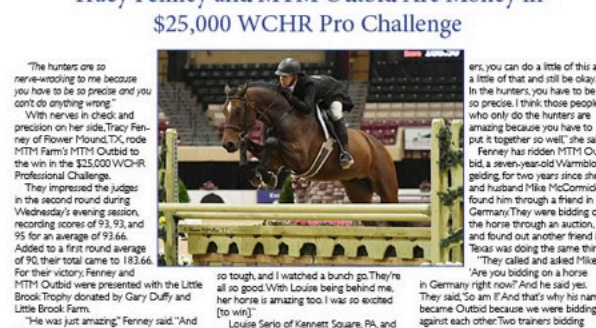 Tracy Fenney and MTM Outbid Are Money in
$25,000 WCHR Pro Challenge
"The hunters are so
nerve-wracking to me because
you have to be so precise and you
can't do anything wrong."
With nerves in check and
precision on her side, Tracy Fen-
ney of Flower Mound, TX, rode
MTM Farm's MTM Outbid to
the win in the $25,000 WCHR
Professional Challenge.
They impressed the judges
in the second round during
Wednesday's evening session,
recording scores of 93, 93, and
95 for an average of 93.66.
Added to a first round average
of 90, their total came to 183.66.
For their victory, Fenney and
MTM Outbid were presented with the Little
Brook Trophy donated by Gary Duffy and
Little Brook Farm.
"He was just amazing," Fenney said. "And
so tough, and I watched a bunch go. They're
all so good. With Louise being behind me,
her horse is amazing too. I was so excited
[to win]."
Louise Serio of Kennett Square, PA, and
ers, you can do a little of this a
a little of that and still be okay.
In the hunters, you have to be
so precise. I think those people
who only do the hunters are
amazing because you have to
put it together so well," she sai
Fenney has ridden MTM Ou
bid, a seven-year-old Warmblo
gelding, for two years since she
and husband Mike McCormick
found him through a friend in
Germany. They were bidding o
the horse through an auction,
and found out another friend i
Texas was doing the same thin
"They called and asked Mike
'Are you bidding on a horse
in Germany right now?' And he said yes.
They said, 'So am I!' And that's why his nam
became Outbid because we were bidding
against each other. Two trainers bidding